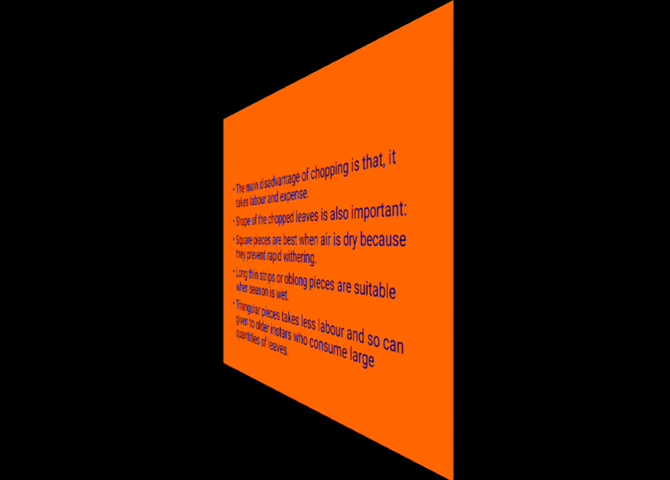 • The main disadvantage of chopping is that, it
takes labour and expense.
• Shape of the chopped leaves is also important:
• Square pieces are best when air is dry because
they prevent rapid withering.
• Long thin strips or oblong pieces are suitable
when season is wet.
• Triangular pieces takes less labour and so can
given to older instars who consume large
quantities of leaves.